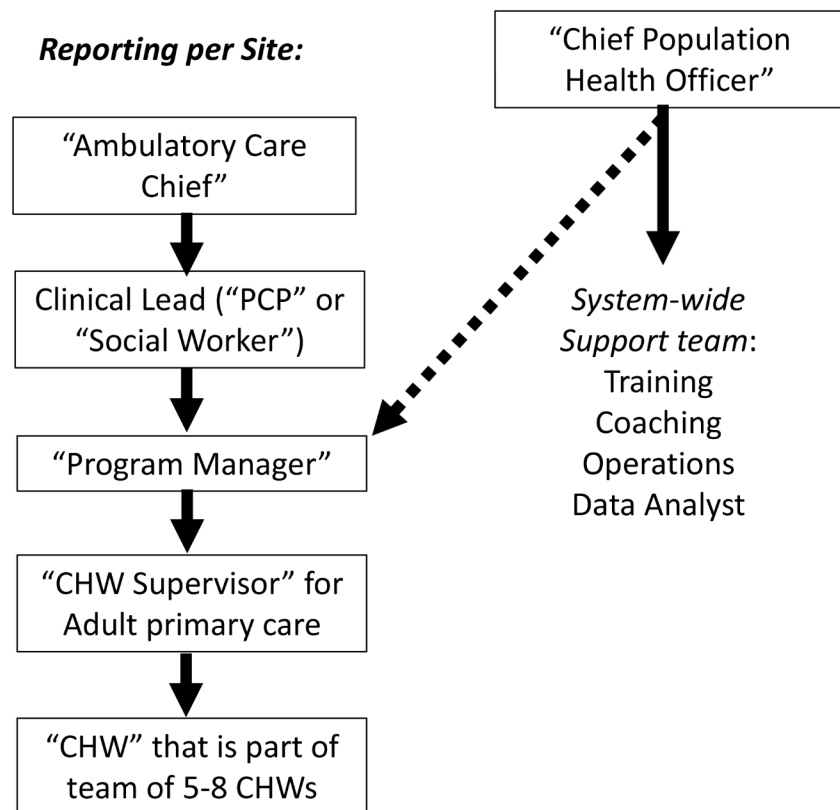 Reporting per Site:
“Ambulatory Care
Chief”
Clinical Lead (“PCP” or
“Social Worker”)
“Program Manager”
“CHW Supervisor” for
Adult primary care
“CHW” that is part of
team of 5-8 CHWs
“Chief Population
Health Officer”
System-wide
Support team:
Training
Coaching
Operations
Data Analyst